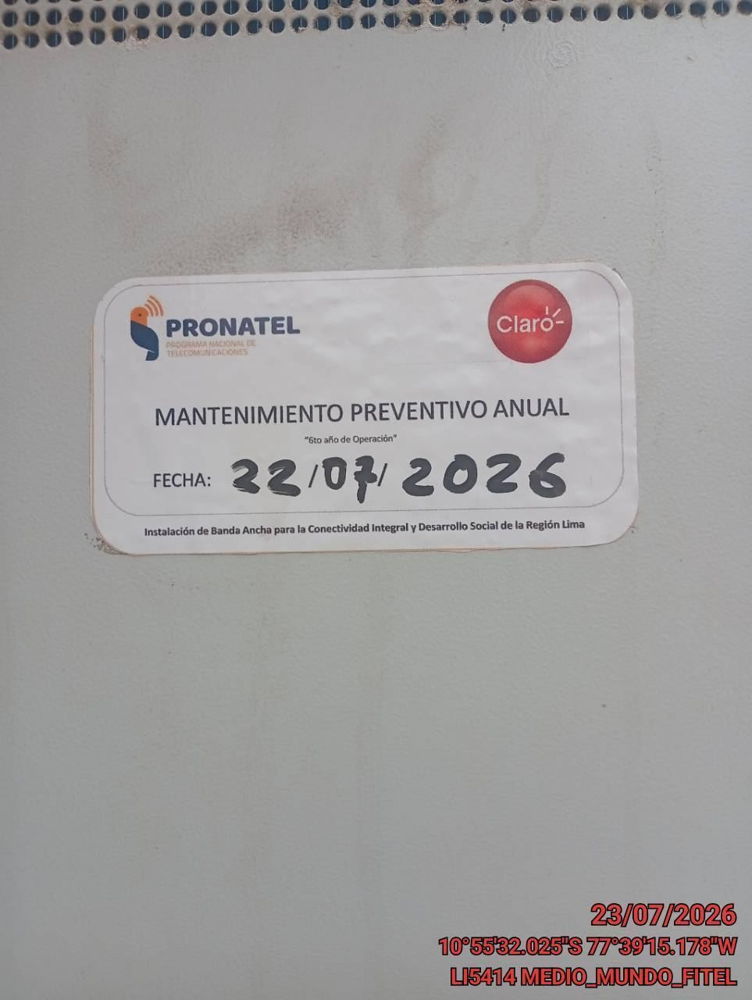 PRONATEL
PROGRAMA NACIONAL DE
TELECOMUNICACIONES
Claro
MANTENIMIENTO PREVENTIVO ANUAL
"6to año de Operación"
FECHA: 22/07/2026
Instalación de Banda Ancha para la Conectividad Integral y Desarrollo Social de la Región Lima
23/07/2026
10°55'32.025"S 77°39'15.178"W
LI5414 MEDIO_MUNDO_FITEL